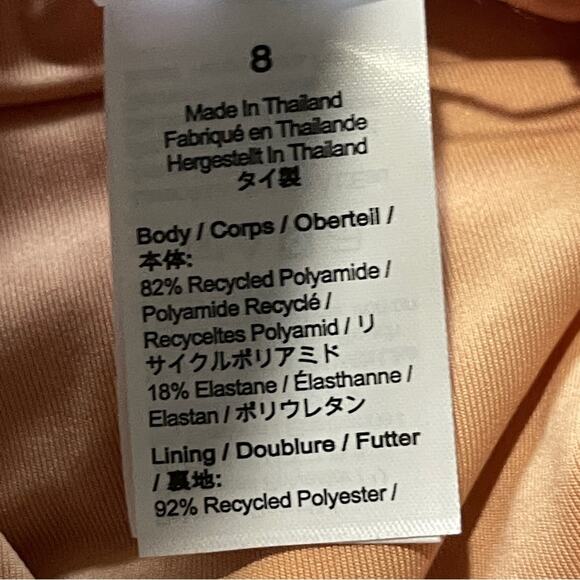 8
Made In Thailand
Fabriqué en Thaïlande
Hergestellt In Thailand
タイ製
Body / Corps / Oberteil /
本体:
82% Recycled Polyamide /
Polyamide Recyclé /
Recyceltes Polyamid / リ
サイクルポリアミド
18% Elastane / Élasthanne /
Elastan / ポリウレタン
Lining / Doublure / Futter
/ 裏地:
92% Recycled Polyester /